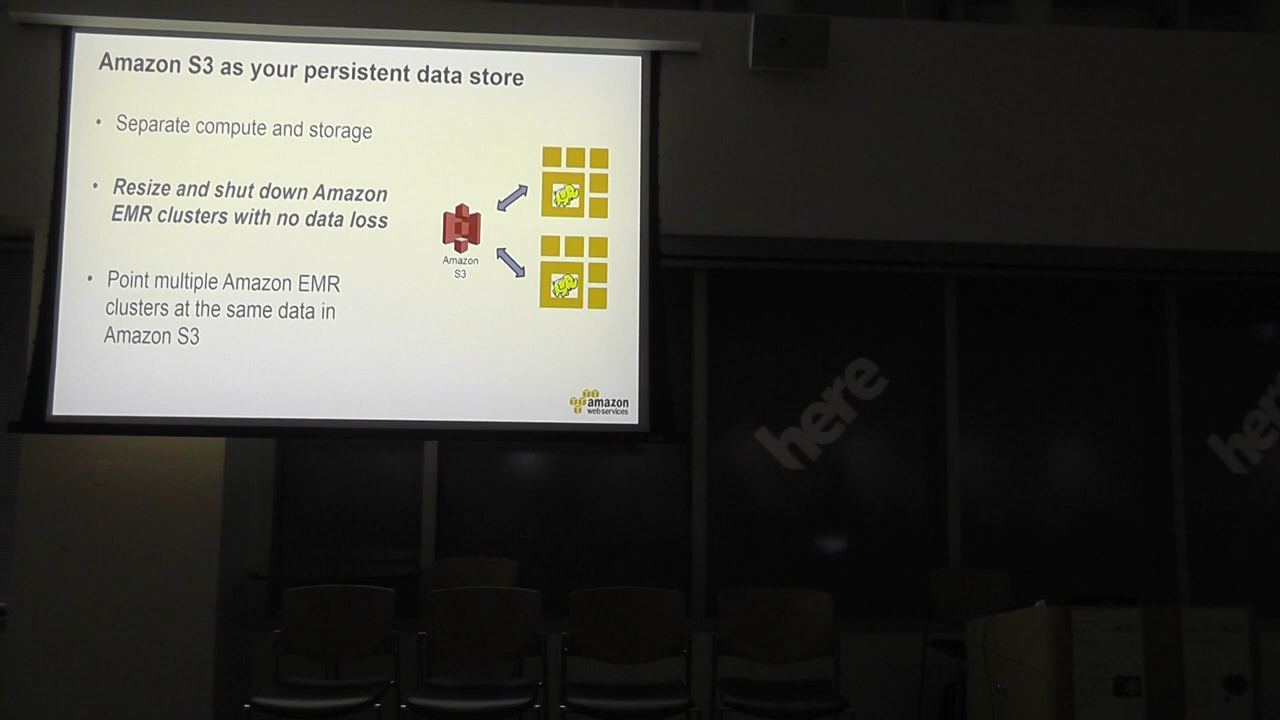 Amazon S3 as your persistent data store
• Separate compute and storage
• Resize and shut down Amazon
EMR clusters with no data loss
• Point multiple Amazon EMR
clusters at the same data in
Amazon S3
Amazon
S3
amazon
web services
here
her